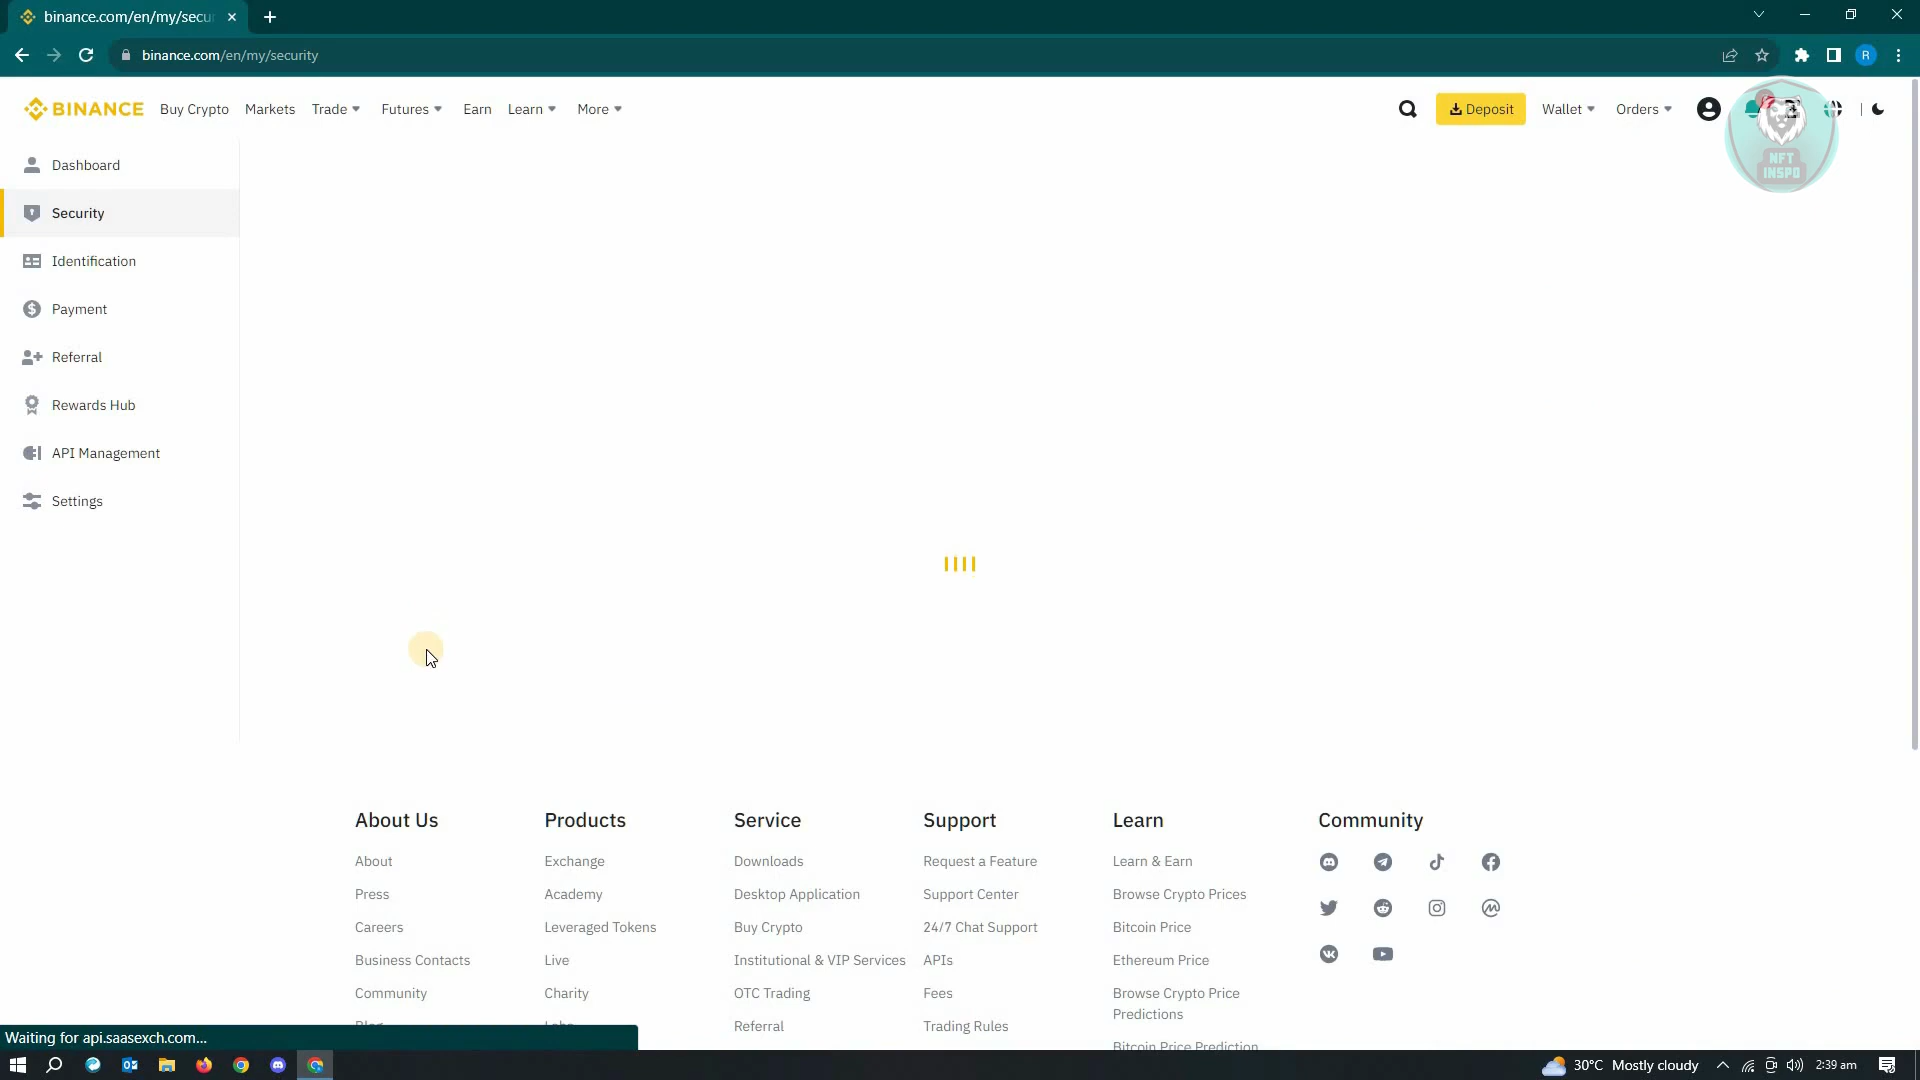 binance.com/en/my/secu
binance.com/en/my/security
R
BINANCE Buy Crypto Markets Trade Futures Earn Learn More
Deposit Wallet Orders
NFT
INSPO
Dashboard
Security
Identification
Payment
Referral
Rewards Hub
API Management
Settings
About Us Products Service Support Learn Community
About Exchange Downloads Request a Feature Learn & Earn
Press Academy Desktop Application Support Center Browse Crypto Prices
Careers Leveraged Tokens Buy Crypto 24/7 Chat Support Bitcoin Price
Business Contacts Live Institutional & VIP Services APIs Ethereum Price
Community Charity OTC Trading Fees Browse Crypto Price
Predictions
Blog Labs Referral Trading Rules
Bitcoin Price Prediction
Waiting for api.saasexch.com...
30°C Mostly cloudy 2:39 am